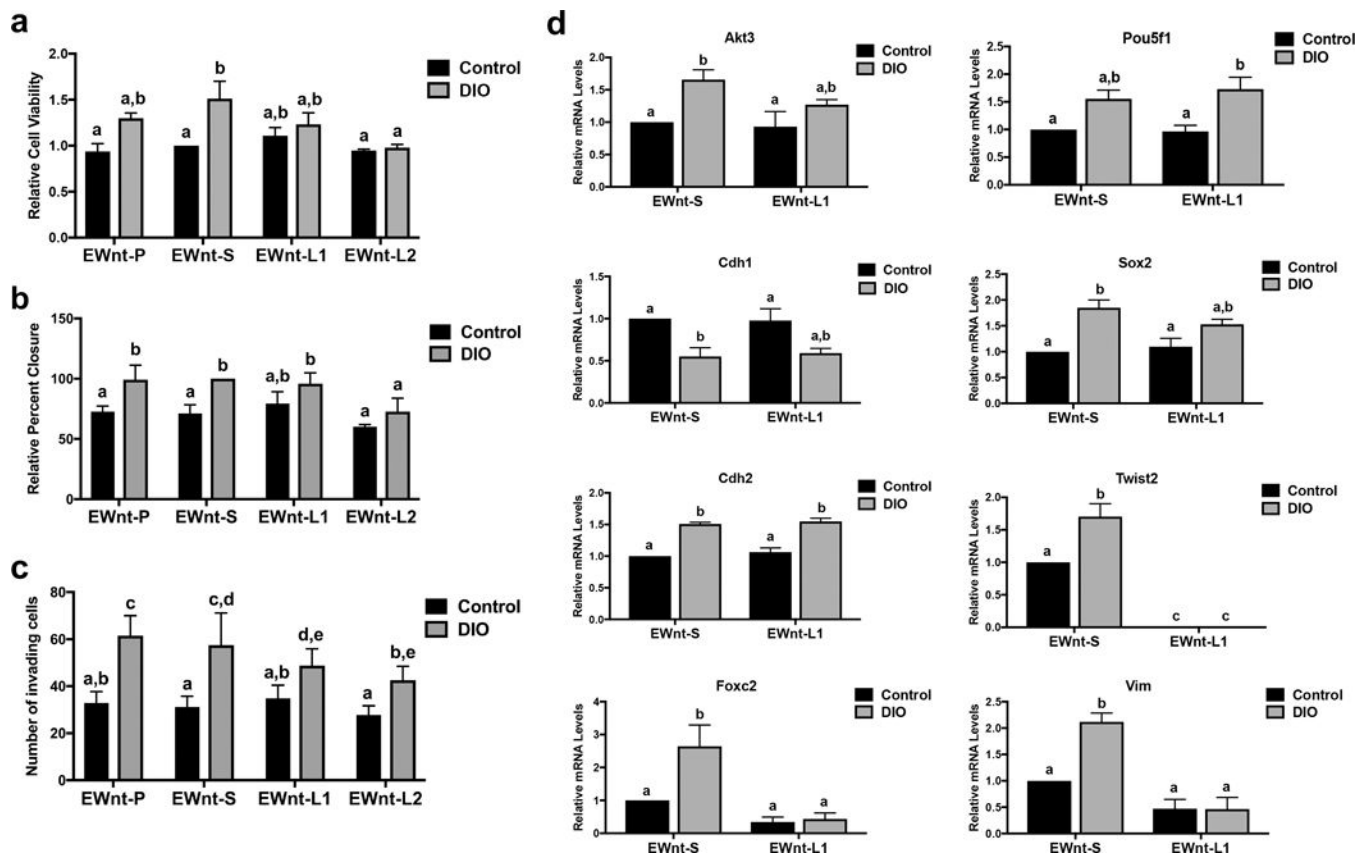 a
Relative Cell Viability
2.0
1.5
1.0
0.5
0.0
a a,b a b a,b a,b a a
EWnt-P EWnt-S EWnt-L1 EWnt-L2
Control
DIO
b
Relative Percent Closure
150
100
50
0
a b a b a,b b a a
EWnt-P EWnt-S EWnt-L1 EWnt-L2
Control
DIO
c
Number of invading cells
80
60
40
20
0
a,b c a c,d a,b d,e a b,e
EWnt-P EWnt-S EWnt-L1 EWnt-L2
Control
DIO
d
Akt3
Relative mRNA Levels
2.0
1.5
1.0
0.5
0.0
a b a a,b
EWnt-S EWnt-L1
Control
DIO
Pou5f1
Relative mRNA Levels
2.5
2.0
1.5
1.0
0.5
0.0
a a,b a b
EWnt-S EWnt-L1
Control
DIO
Cdh1
Relative mRNA Levels
1.5
1.0
0.5
0.0
a b a a,b
EWnt-S EWnt-L1
Control
DIO
Sox2
Relative mRNA Levels
2.5
2.0
1.5
1.0
0.5
0.0
a b a a,b
EWnt-S EWnt-L1
Control
DIO
Cdh2
Relative mRNA Levels
2.0
1.5
1.0
0.5
0.0
a b a b
EWnt-S EWnt-L1
Control
DIO
Twist2
Relative mRNA Levels
2.0
1.5
1.0
0.5
0.0
a b c c
EWnt-S EWnt-L1
Control
DIO
Foxc2
Relative mRNA Levels
4
3
2
1
0
a b a a
EWnt-S EWnt-L1
Control
DIO
Vim
Relative mRNA Levels
2.5
2.0
1.5
1.0
0.5
0.0
a b a a
EWnt-S EWnt-L1
Control
DIO